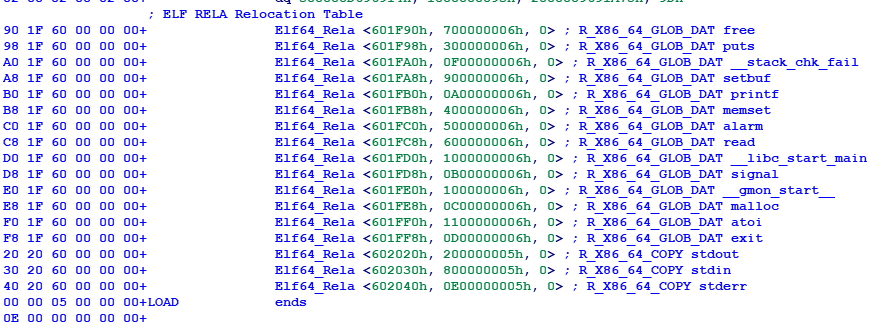 ; ELF RELA Relocation Table
90 1F 60 00 00 00+ Elf64_Rela <601F90h, 700000006h, 0> ; R_X86_64_GLOB_DAT free
98 1F 60 00 00 00+ Elf64_Rela <601F98h, 300000006h, 0> ; R_X86_64_GLOB_DAT puts
A0 1F 60 00 00 00+ Elf64_Rela <601FA0h, 0F00000006h, 0> ; R_X86_64_GLOB_DAT __stack_chk_fail
A8 1F 60 00 00 00+ Elf64_Rela <601FA8h, 900000006h, 0> ; R_X86_64_GLOB_DAT setbuf
B0 1F 60 00 00 00+ Elf64_Rela <601FB0h, 0A00000006h, 0> ; R_X86_64_GLOB_DAT printf
B8 1F 60 00 00 00+ Elf64_Rela <601FB8h, 400000006h, 0> ; R_X86_64_GLOB_DAT memset
C0 1F 60 00 00 00+ Elf64_Rela <601FC0h, 500000006h, 0> ; R_X86_64_GLOB_DAT alarm
C8 1F 60 00 00 00+ Elf64_Rela <601FC8h, 600000006h, 0> ; R_X86_64_GLOB_DAT read
D0 1F 60 00 00 00+ Elf64_Rela <601FD0h, 1000000006h, 0> ; R_X86_64_GLOB_DAT __libc_start_main
D8 1F 60 00 00 00+ Elf64_Rela <601FD8h, 0B00000006h, 0> ; R_X86_64_GLOB_DAT signal
E0 1F 60 00 00 00+ Elf64_Rela <601FE0h, 100000006h, 0> ; R_X86_64_GLOB_DAT __gmon_start__
E8 1F 60 00 00 00+ Elf64_Rela <601FE8h, 0C00000006h, 0> ; R_X86_64_GLOB_DAT malloc
F0 1F 60 00 00 00+ Elf64_Rela <601FF0h, 1100000006h, 0> ; R_X86_64_GLOB_DAT atoi
F8 1F 60 00 00 00+ Elf64_Rela <601FF8h, 0D00000006h, 0> ; R_X86_64_GLOB_DAT exit
20 20 60 00 00 00+ Elf64_Rela <602020h, 200000005h, 0> ; R_X86_64_COPY stdout
30 20 60 00 00 00+ Elf64_Rela <602030h, 800000005h, 0> ; R_X86_64_COPY stdin
40 20 60 00 00 00+ Elf64_Rela <602040h, 0E00000005h, 0> ; R_X86_64_COPY stderr
00 00 05 00 00 00+LOAD ends
0E 00 00 00 00 00+